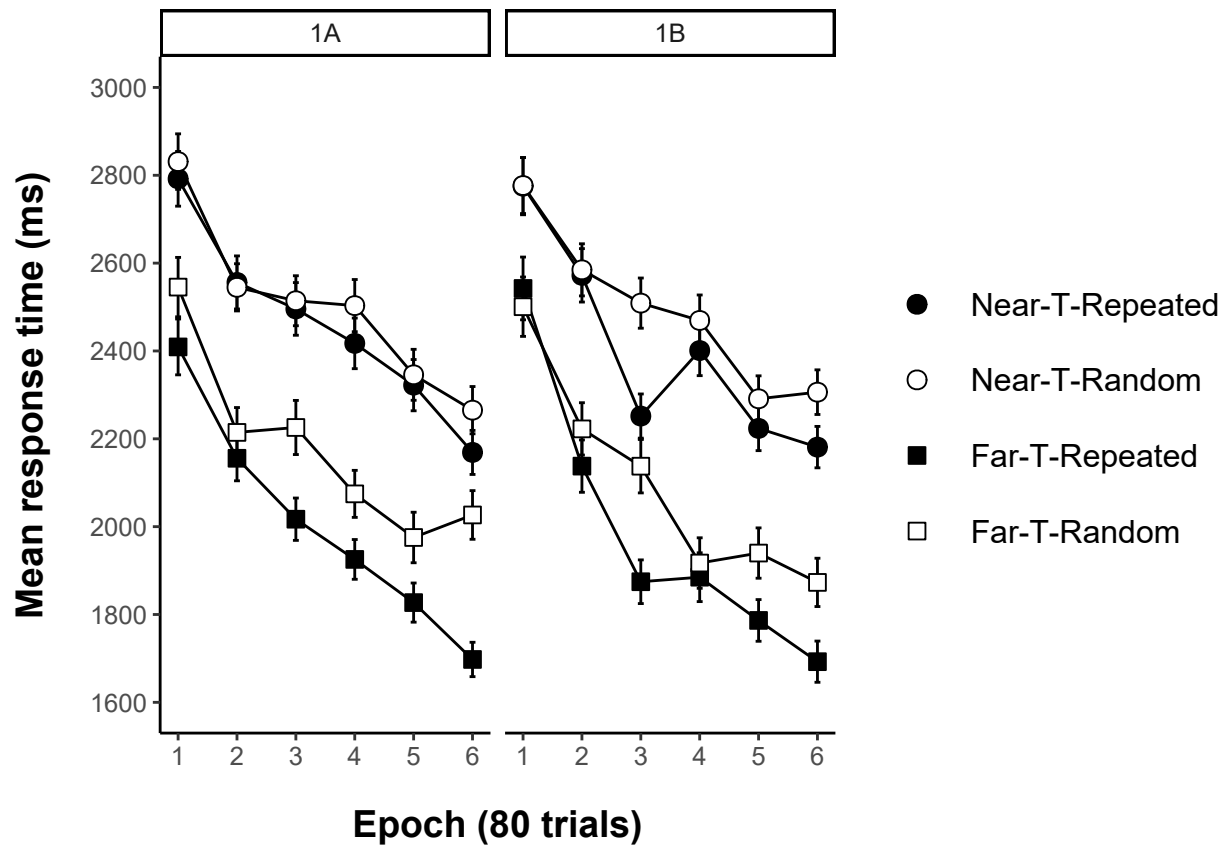 1A
1B
3000
2800
2600
2400
2200
2000
1800
1600
1 2 3 4 5 6
1 2 3 4 5 6
Mean response time (ms)
Epoch (80 trials)
Near-T-Repeated
Near-T-Random
Far-T-Repeated
Far-T-Random